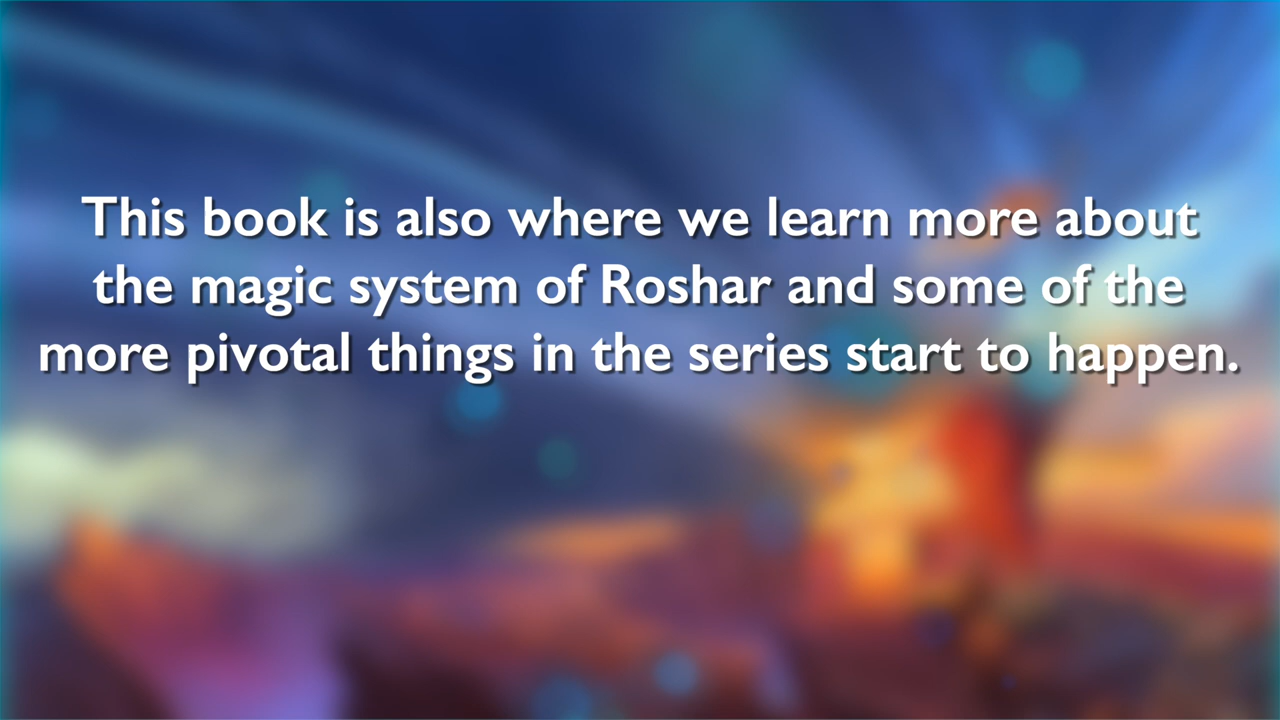 This book is also where we learn more about
the magic system of Roshar and some of the
more pivotal things in the series start to happen.